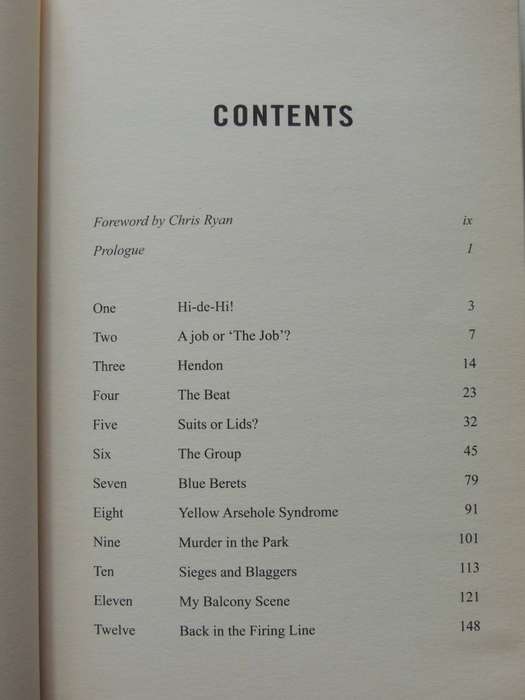 CONTENTS
Foreword by Chris Ryan ix
Prologue 1
One Hi-de-Hi! 3
Two A job or ‘The Job’? 7
Three Hendon 14
Four The Beat 23
Five Suits or Lids? 32
Six The Group 45
Seven Blue Berets 79
Eight Yellow Arsehole Syndrome 91
Nine Murder in the Park 101
Ten Sieges and Blaggers 113
Eleven My Balcony Scene 121
Twelve Back in the Firing Line 148